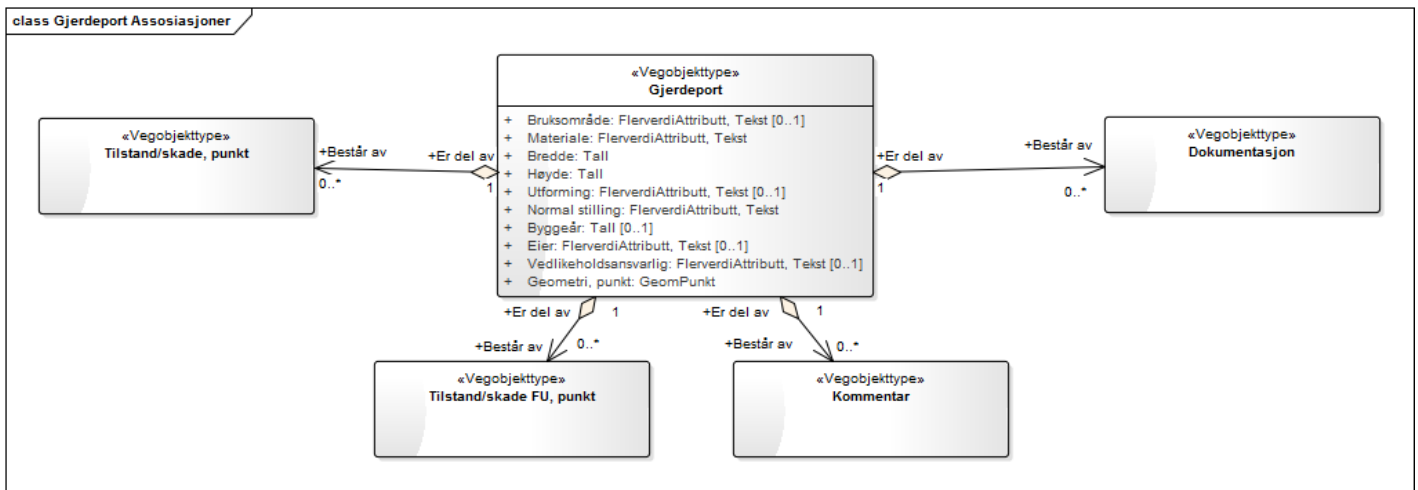 class Gjerdeport Assosiasjoner
«Vegobjekttype»
Gjerdeport
+ Bruksområde: FlerverdiAttributt, Tekst [0..1]
+ Materiale: FlerverdiAttributt, Tekst
+ Bredde: Tall
+ Høyde: Tall
+ Utforming: FlerverdiAttributt, Tekst [0..1]
+ Normal stilling: FlerverdiAttributt, Tekst
+ Byggeår: Tall [0..1]
+ Eier: FlerverdiAttributt, Tekst [0..1]
+ Vedlikeholdsansvarlig: FlerverdiAttributt, Tekst [0..1]
+ Geometri, punkt: GeomPunkt
«Vegobjekttype»
Tilstand/skade, punkt
+Består av
0..*
+Er del av
1
+Er del av
1
+Består av
0..*
«Vegobjekttype»
Dokumentasjon
+Er del av
1
+Består av
0..*
«Vegobjekttype»
Tilstand/skade FU, punkt
+Er del av
1
+Består av
0..*
«Vegobjekttype»
Kommentar